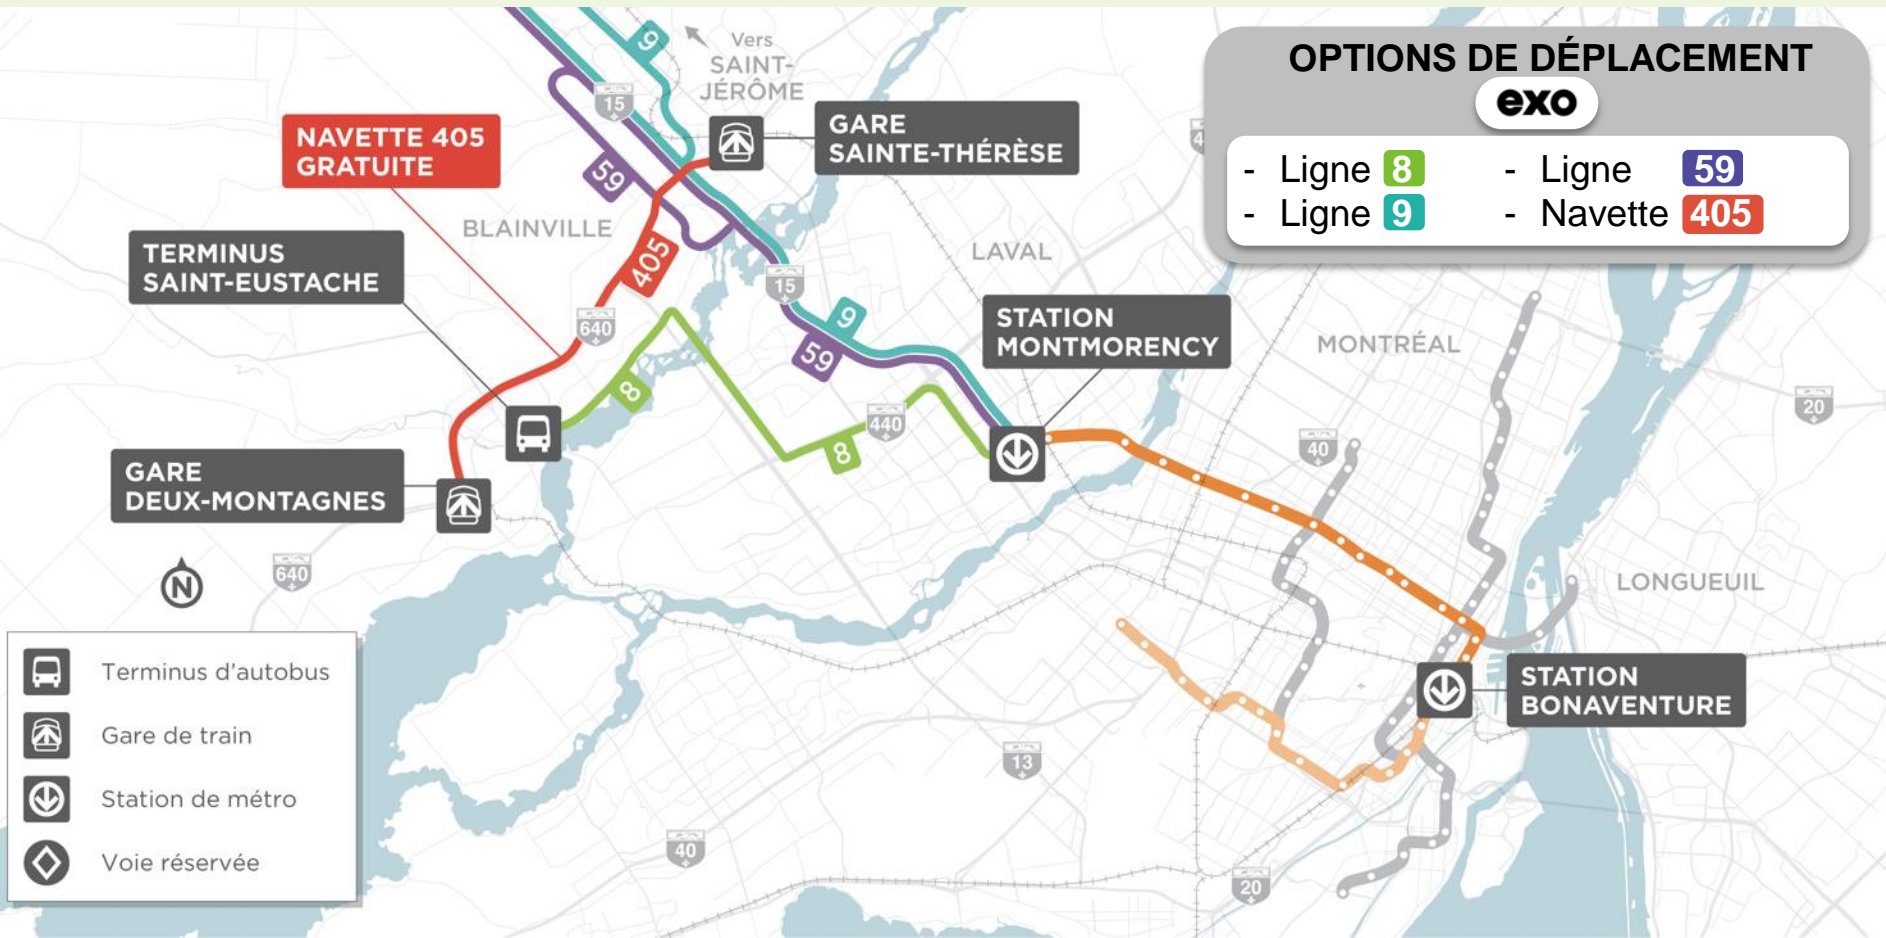 OPTIONS DE DÉPLACEMENT
exo
- Ligne 8
- Ligne 59
- Ligne 9
- Navette 405
9
Vers
SAINT-
JÉRÔME
15
GARE
SAINTE-THÉRÈSE
NAVETTE 405
GRATUITE
59
BLAINVILLE
405
TERMINUS
SAINT-EUSTACHE
LAVAL
15
640
9
59
STATION
MONTMORENCY
MONTRÉAL
8
20
440
8
40
GARE
DEUX-MONTAGNES
640
N
LONGUEUIL
STATION
BONAVENTURE
13
40
20
Terminus d'autobus
Gare de train
Station de métro
Voie réservée